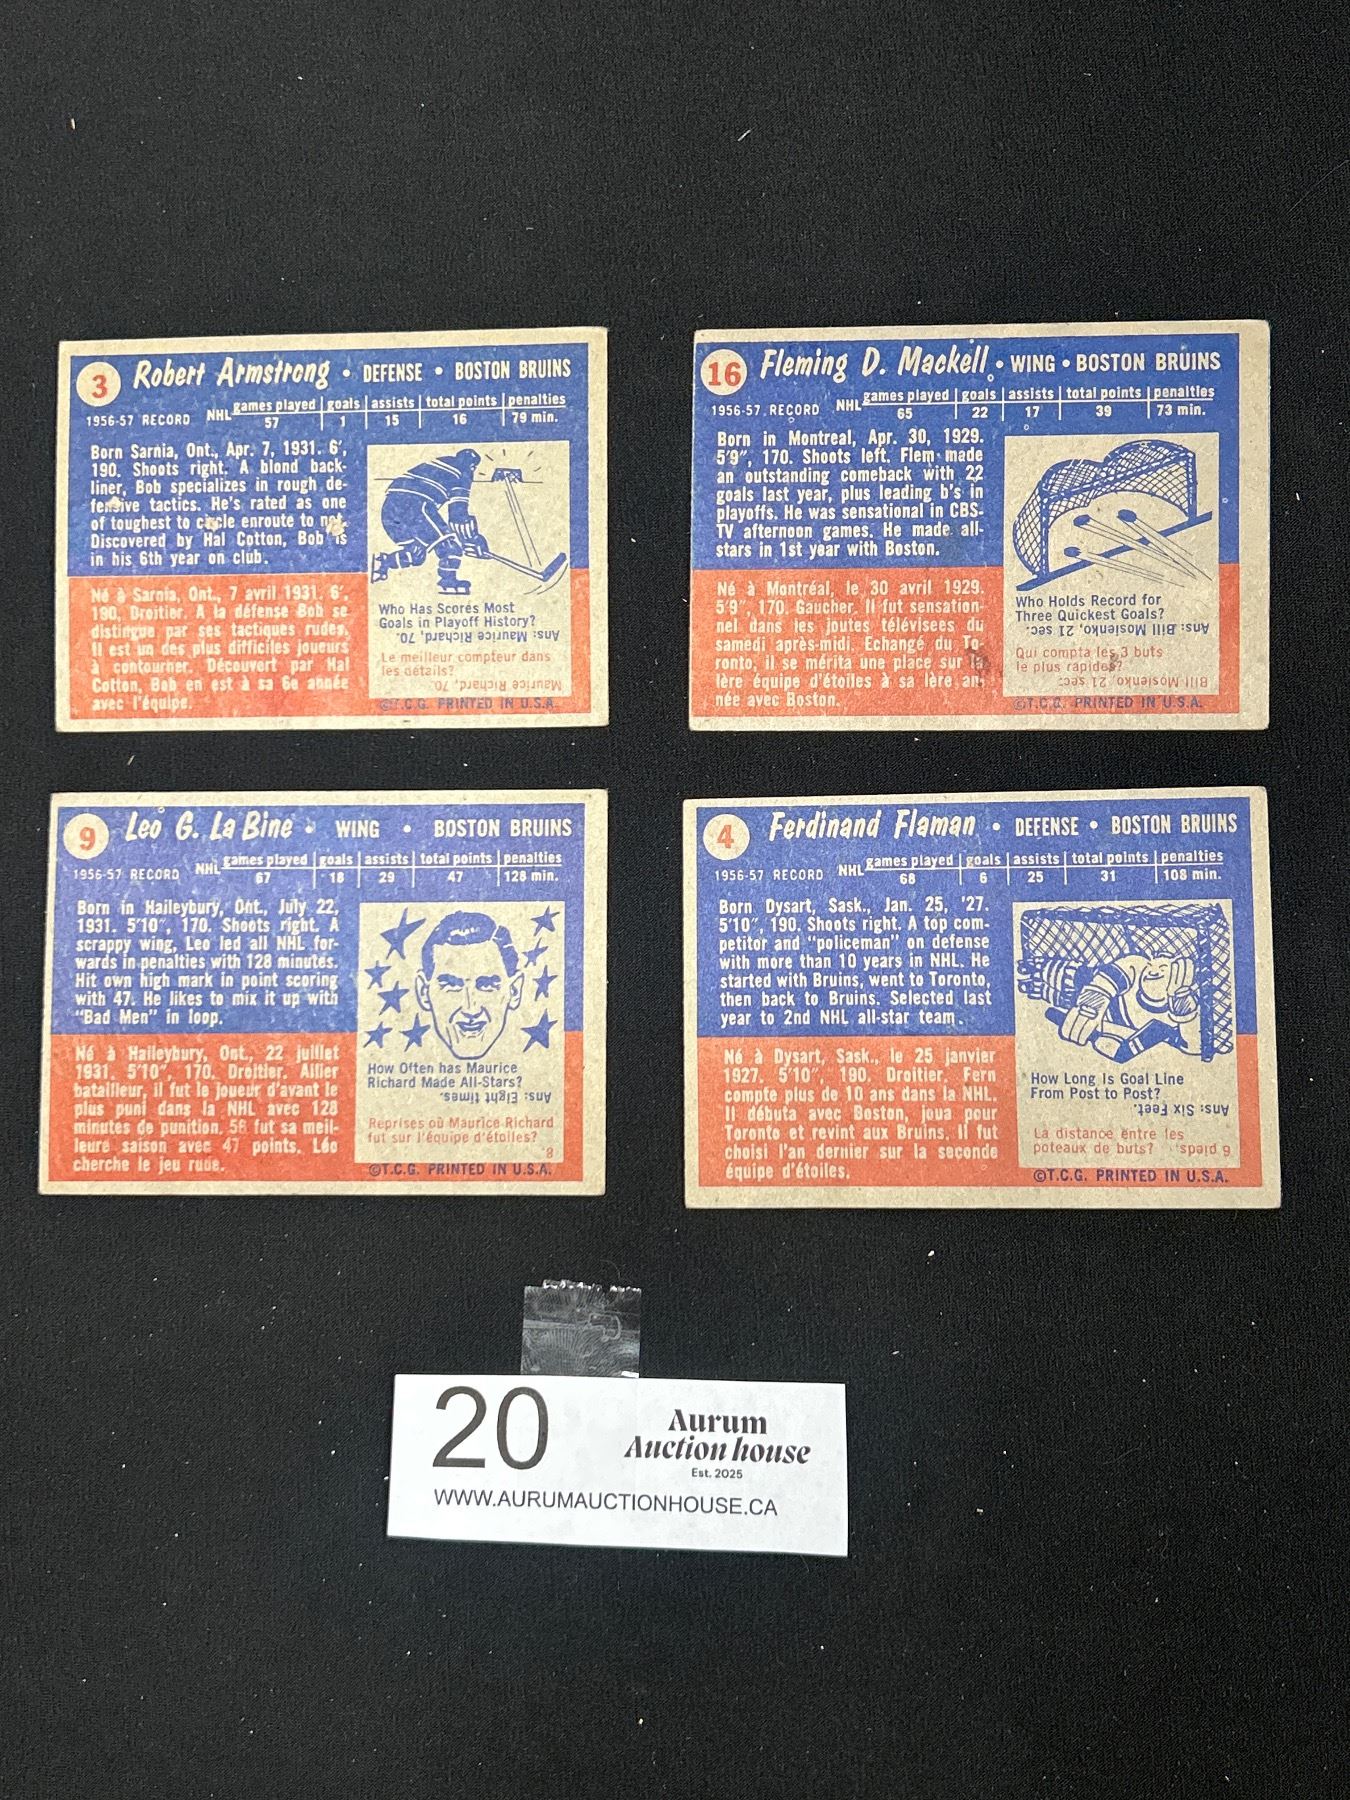 3 Robert Armstrong • DEFENSE • BOSTON BRUINS
1956-57 RECORD NHL games played goals assists total points penalties
57 1 15 16 79 min.
Born Sarnia, Ont., Apr. 7, 1931. 6',
190. Shoots right. A blond back-
liner, Bob specializes in rough de-
fensive tactics. He's rated as one
of toughest to circle enroute to net.
Discovered by Hal Cotton, Bob is
in his 6th year on club.
Né à Sarnia, Ont., 7 avril 1931. 6',
190. Droitier. A la défense Bob se
distingue par ses tactiques rudes.
Il est un des plus difficiles joueurs
à contourner. Découvert par Hal
Cotton, Bob en est à sa 6e année
avec l'équipe.
Who Has Scores Most
Goals in Playoff History?
Ans: Maurice Richard, 70.
Le meilleur compteur dans
les détails?
Maurice Richard, 70.
©T.C.G. PRINTED IN U.S.A.
16 Fleming D. Mackell • WING • BOSTON BRUINS
1956-57 RECORD NHL games played goals assists total points penalties
65 22 17 39 73 min.
Born in Montreal, Apr. 30, 1929.
5'9", 170. Shoots left. Flem made
an outstanding comeback with 22
goals last year, plus leading b's in
playoffs. He was sensational in CBS-
TV afternoon games. He made all-
stars in 1st year with Boston.
Né à Montréal, le 30 avril 1929.
5'9", 170. Gaucher. Il fut sensation-
nel dans les joutes télévisees du
samedi après-midi. Echangé du To-
ronto, il se mérita une place sur la
1ère équipe d'étoiles à sa 1ère an-
née avec Boston.
Who Holds Record for
Three Quickest Goals?
Ans: Bill Mosienko, 21 sec.
Qui compta les 3 buts
le plus rapides?
Bill Mosienko, 21 sec.
©T.C.G. PRINTED IN U.S.A.
9 Leo G. La Bine • WING • BOSTON BRUINS
1956-57 RECORD NHL games played goals assists total points penalties
67 18 29 47 128 min.
Born in Haileybury, Ont., July 22,
1931. 5'10", 170. Shoots right. A
scrappy wing, Leo led all NHL for-
wards in penalties with 128 minutes.
Hit own high mark in point scoring
with 47. He likes to mix it up with
"Bad Men" in loop.
Né à Haileybury, Ont., 22 juillet
1931. 5'10", 170. Droitier. Ailier
batailleur, il fut le joueur d'avant le
plus puni dans la NHL avec 128
minutes de punition. 56 fut sa meil-
leure saison avec 47 points. Léo
cherche le jeu rude.
How Often has Maurice
Richard Made All-Stars?
Ans: Eight times.
Reprises où Maurice Richard
fut sur l'équipe d'étoiles?
8
©T.C.G. PRINTED IN U.S.A.
4 Ferdinand Flaman • DEFENSE • BOSTON BRUINS
1956-57 RECORD NHL games played goals assists total points penalties
68 6 25 31 108 min.
Born Dysart, Sask., Jan. 25, '27.
5'10", 190. Shoots right. A top com-
petitor and "policeman" on defense
with more than 10 years in NHL. He
started with Bruins, went to Toronto,
then back to Bruins. Selected last
year to 2nd NHL all-star team.
Né à Dysart, Sask., le 25 janvier
1927. 5'10", 190. Droitier. Fern
compte plus de 10 ans dans la NHL.
Il débuta avec Boston, joua pour
Toronto et revint aux Bruins. Il fut
choisi l'an dernier sur la seconde
équipe d'étoiles.
How Long Is Goal Line
From Post to Post?
Ans: Six Feet.
La distance entre les
poteaux de buts? 6 pieds.
©T.C.G. PRINTED IN U.S.A.
20
Aurum
Auction house
Est. 2025
WWW.AURUMAUCTIONHOUSE.CA